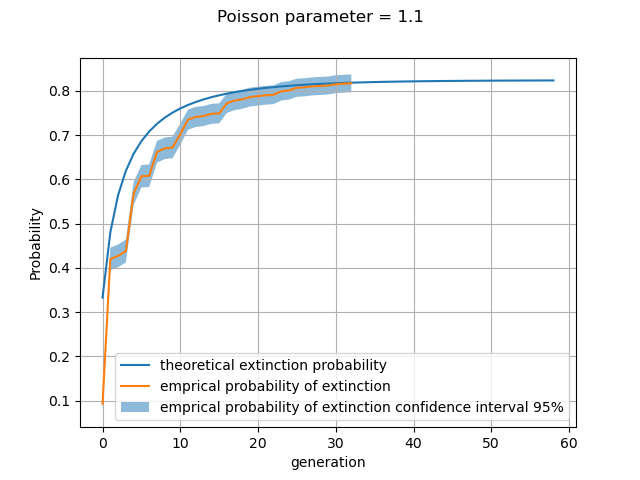 Poisson parameter = 1.1
Probability
0.8
0.7
0.6
0.5
0.4
0.3
0.2
0.1
theoretical extinction probability
emprical probability of extinction
emprical probability of extinction confidence interval 95%
0 10 20 30 40 50 60
generation